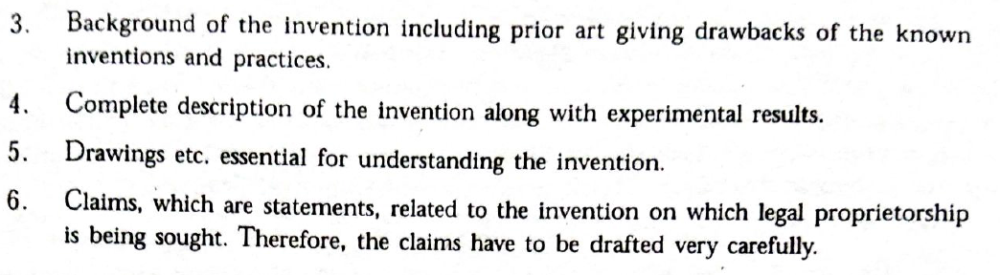 3. Background of the invention including prior art giving drawbacks of the known
inventions and practices.
4. Complete description of the invention along with experimental results.
5. Drawings etc. essential for understanding the invention.
6. Claims, which are statements, related to the invention on which legal proprietorship
is being sought. Therefore, the claims have to be drafted very carefully.